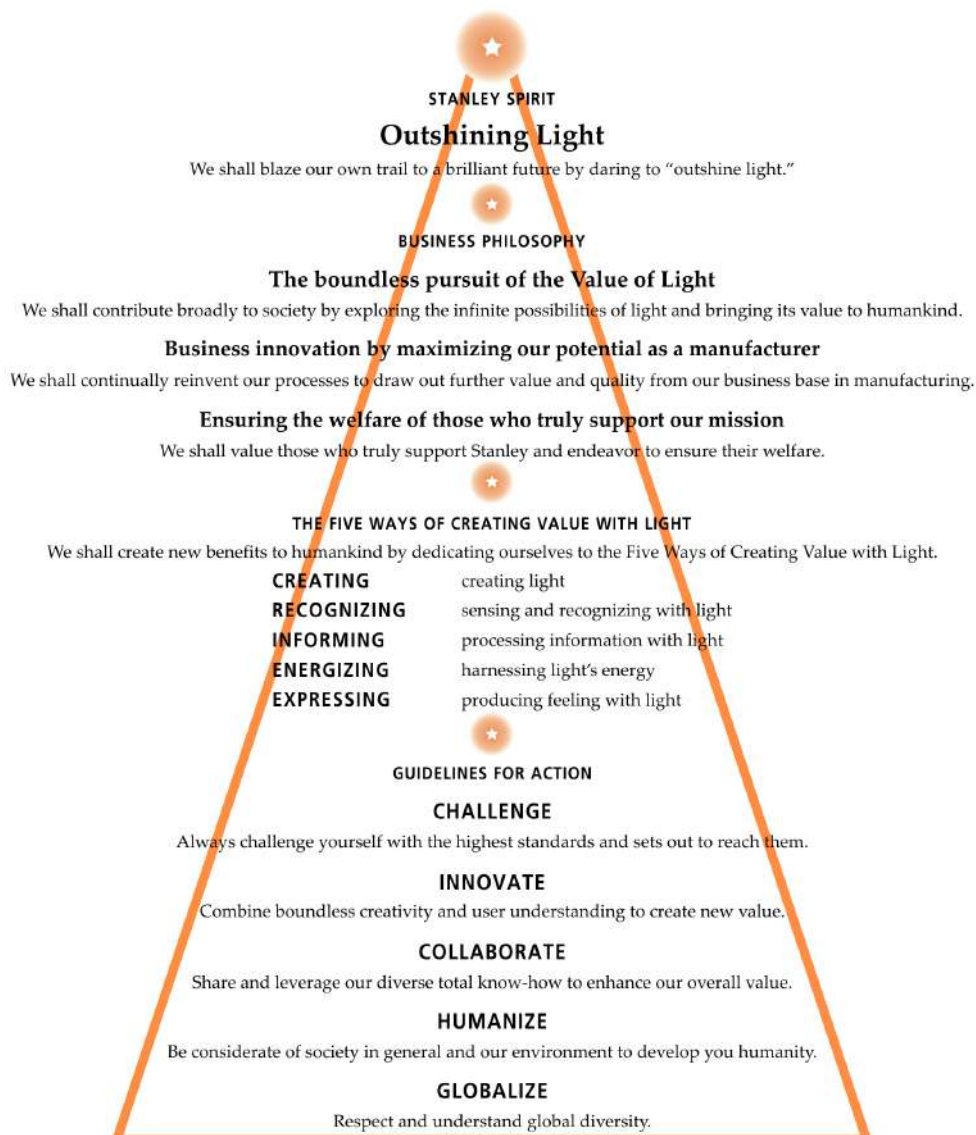 STANLEY SPIRIT
Outshining Light
We shall blaze our own trail to a brilliant future by daring to “outshine light.”
BUSINESS PHILOSOPHY
The boundless pursuit of the Value of Light
We shall contribute broadly to society by exploring the infinite possibilities of light and bringing its value to humankind.
Business innovation by maximizing our potential as a manufacturer
We shall continually reinvent our processes to draw out further value and quality from our business base in manufacturing.
Ensuring the welfare of those who truly support our mission
We shall value those who truly support Stanley and endeavor to ensure their welfare.
THE FIVE WAYS OF CREATING VALUE WITH LIGHT
We shall create new benefits to humankind by dedicating ourselves to the Five Ways of Creating Value with Light.
CREATING creating light
RECOGNIZING sensing and recognizing with light
INFORMING processing information with light
ENERGIZING harnessing light’s energy
EXPRESSING producing feeling with light
GUIDELINES FOR ACTION
CHALLENGE
Always challenge yourself with the highest standards and sets out to reach them.
INNOVATE
Combine boundless creativity and user understanding to create new value.
COLLABORATE
Share and leverage our diverse total know-how to enhance our overall value.
HUMANIZE
Be considerate of society in general and our environment to develop you humanity.
GLOBALIZE
Respect and understand global diversity.